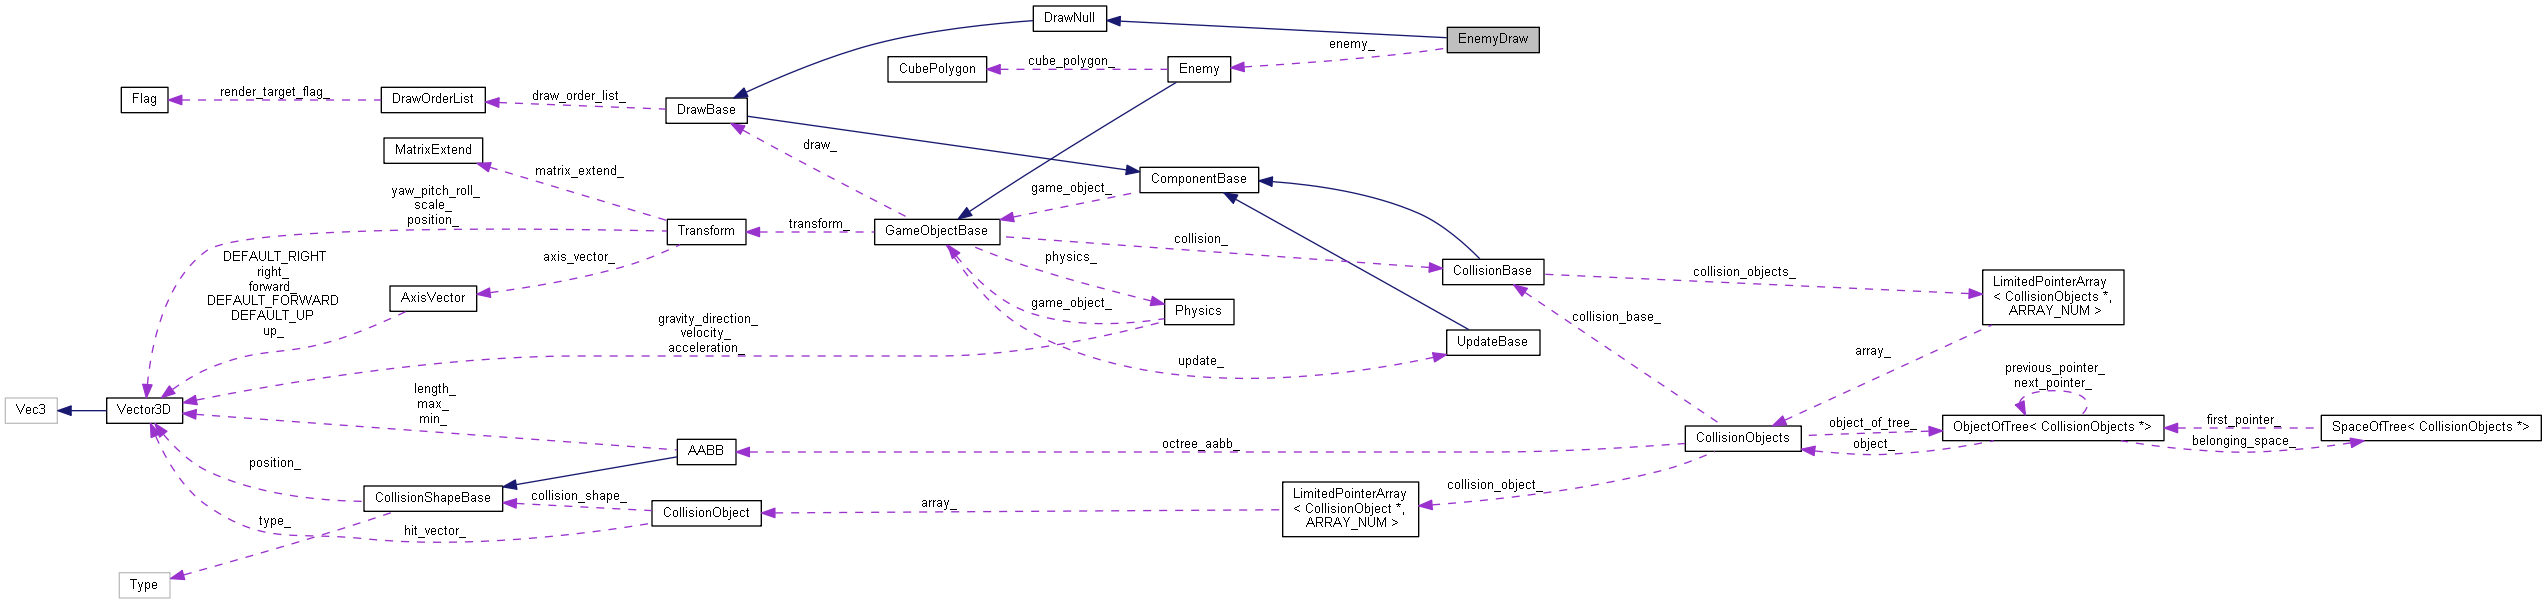 DrawNull
EnemyDraw
enemy_
CubePolygon
cube_polygon_
Enemy
Flag
render_target_flag_
DrawOrderList
draw_order_list_
DrawBase
MatrixExtend
draw_
matrix_extend_
ComponentBase
yaw_pitch_roll_
scale_
position_
game_object_
Transform
transform_
GameObjectBase
collision_
DEFAULT_RIGHT
right_
forward_
DEFAULT_FORWARD
DEFAULT_UP
up_
axis_vector_
physics_
CollisionBase
collision_objects_
LimitedPointerArray
< CollisionObjects *,
ARRAY_NUM >
AxisVector
game_object_
Physics
gravity_direction_
velocity_
acceleration_
collision_base_
UpdateBase
update_
array_
previous_pointer_
next_pointer_
length_
max_
min_
Vec3
Vector3D
octree_aabb_
CollisionObjects
object_of_tree_
object_
ObjectOfTree< CollisionObjects *>
first_pointer_
belonging_space_
SpaceOfTree< CollisionObjects *>
AABB
position_
CollisionShapeBase
collision_shape_
CollisionObject
array_
LimitedPointerArray
< CollisionObject *,
ARRAY_NUM >
collision_object_
type_
hit_vector_
Type